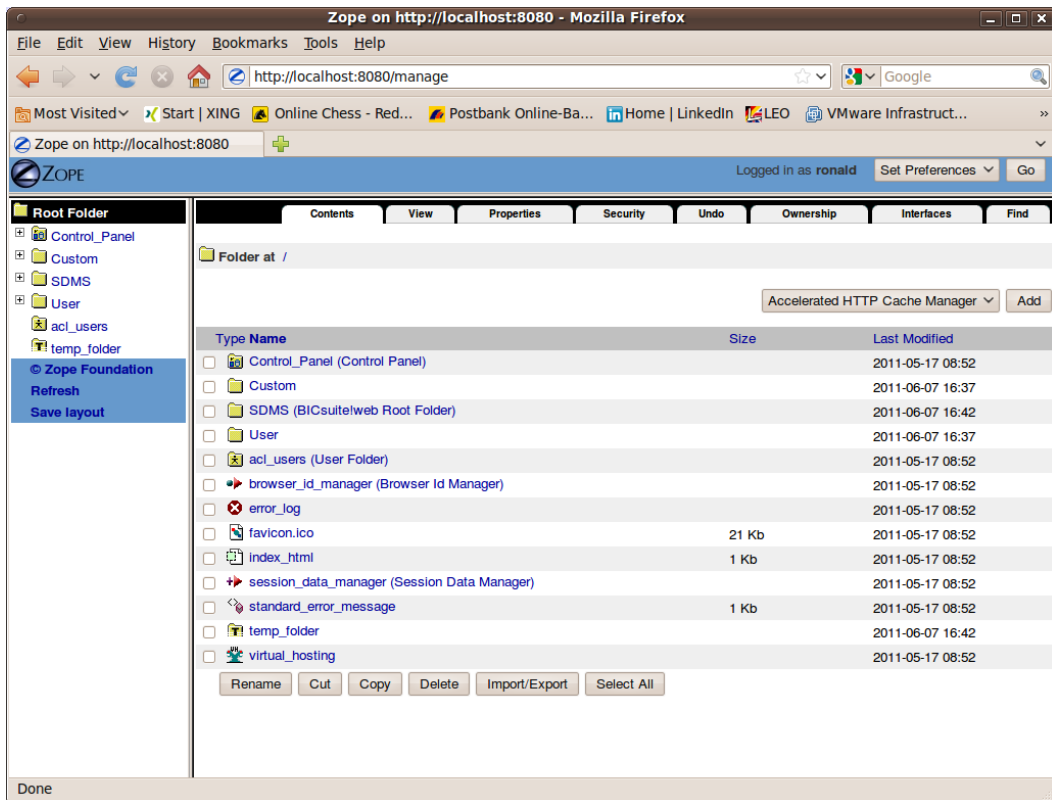 Zope on http://localhost:8080 - Mozilla Firefox
File Edit View History Bookmarks Tools Help
http://localhost:8080/manage Google
Most Visited Start | XING Online Chess - Red... Postbank Online-Ba... Home | LinkedIn LEO VMware Infrastruct... »
Zope on http://localhost:8080
ZOPE Logged in as ronald Set Preferences Go
Root Folder
Control_Panel
Custom
SDMS
User
acl_users
temp_folder
© Zope Foundation
Refresh
Save layout
Contents View Properties Security Undo Ownership Interfaces Find
Folder at /
Accelerated HTTP Cache Manager Add
Type Name Size Last Modified
Control_Panel (Control Panel) 2011-05-17 08:52
Custom 2011-06-07 16:37
SDMS (BICsuite!web Root Folder) 2011-06-07 16:42
User 2011-06-07 16:37
acl_users (User Folder) 2011-05-17 08:52
browser_id_manager (Browser Id Manager) 2011-05-17 08:52
error_log 2011-05-17 08:52
favicon.ico 21 Kb 2011-05-17 08:52
index_html 1 Kb 2011-05-17 08:52
session_data_manager (Session Data Manager) 2011-05-17 08:52
standard_error_message 1 Kb 2011-05-17 08:52
temp_folder 2011-06-07 16:42
virtual_hosting 2011-05-17 08:52
Rename Cut Copy Delete Import/Export Select All
Done